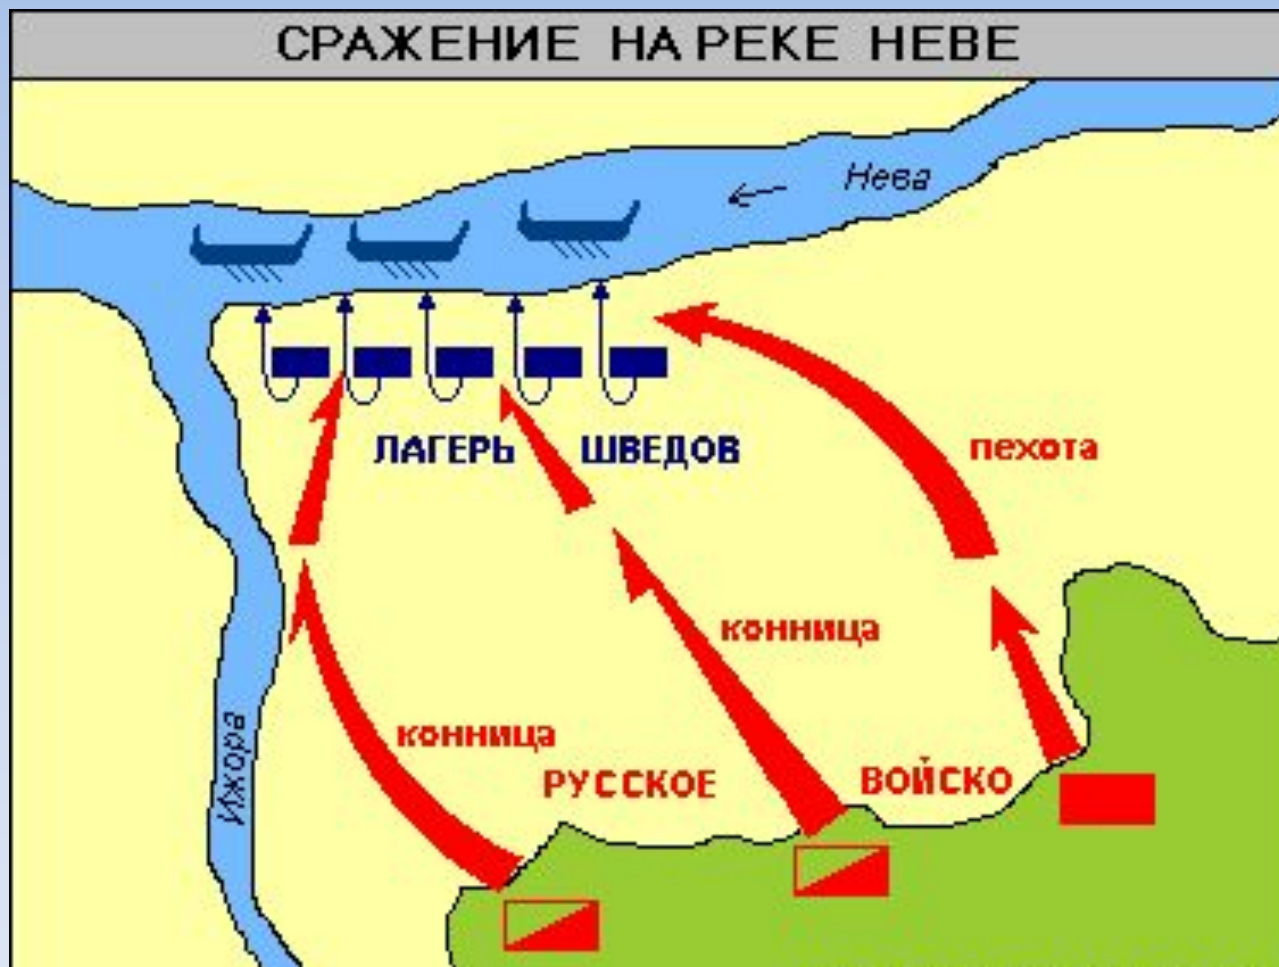 СРАЖЕНИЕ НА РЕКЕ НЕВЕ
Нева
ЛАГЕРЬ ШВЕДОВ
пехота
конница
конница
РУССКОЕ ВОЙСКО
Ижора